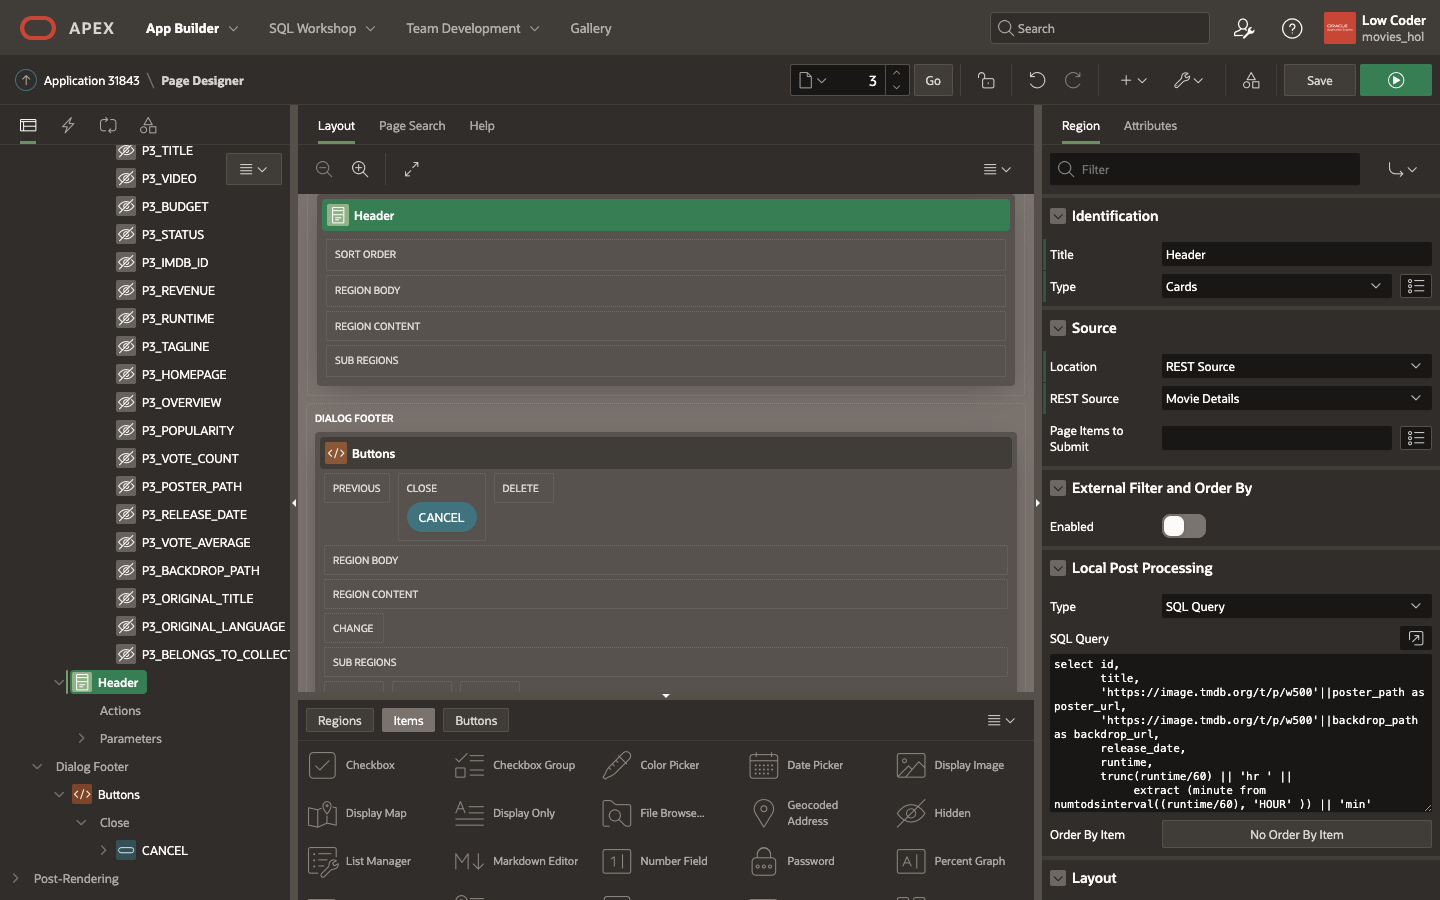 APEX
App Builder
SQL Workshop
Team Development
Gallery
Search
Low Coder
movies_hol
Application 31843 \ Page Designer
3
Go
Save
P3_TITLE
P3_VIDEO
P3_BUDGET
P3_STATUS
P3_IMDB_ID
P3_REVENUE
P3_RUNTIME
P3_TAGLINE
P3_HOMEPAGE
P3_OVERVIEW
P3_POPULARITY
P3_VOTE_COUNT
P3_POSTER_PATH
P3_RELEASE_DATE
P3_VOTE_AVERAGE
P3_BACKDROP_PATH
P3_ORIGINAL_TITLE
P3_ORIGINAL_LANGUAGE
P3_BELONGS_TO_COLLECT
Header
Actions
Parameters
Dialog Footer
Buttons
Close
CANCEL
Post-Rendering
Layout
Page Search
Help
Header
SORT ORDER
REGION BODY
REGION CONTENT
SUB REGIONS
DIALOG FOOTER
Buttons
PREVIOUS
CLOSE
DELETE
CANCEL
REGION BODY
REGION CONTENT
CHANGE
SUB REGIONS
Regions
Items
Buttons
Checkbox
Checkbox Group
Color Picker
Date Picker
Display Image
Display Map
Display Only
File Browse...
Geocoded
Address
Hidden
List Manager
Markdown Editor
Number Field
Password
Percent Graph
Region
Attributes
Filter
Identification
Title
Header
Type
Cards
Source
Location
REST Source
REST Source
Movie Details
Page Items to
Submit
External Filter and Order By
Enabled
Local Post Processing
Type
SQL Query
SQL Query
select id,
title,
'https://image.tmdb.org/t/p/w500'||poster_path as
poster_url,
'https://image.tmdb.org/t/p/w500'||backdrop_path
as backdrop_url,
release_date,
runtime,
trunc(runtime/60) || 'hr ' ||
extract (minute from
numtodsinterval((runtime/60), 'HOUR' )) || 'min'
Order By Item
No Order By Item
Layout